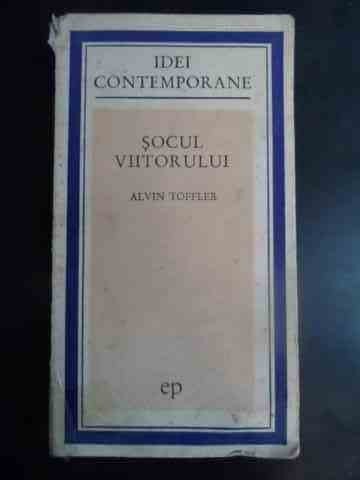 IDEI
CONTEMPORANE
ŞOCUL
VIITORULUI
ALVIN TOFFLER
ep